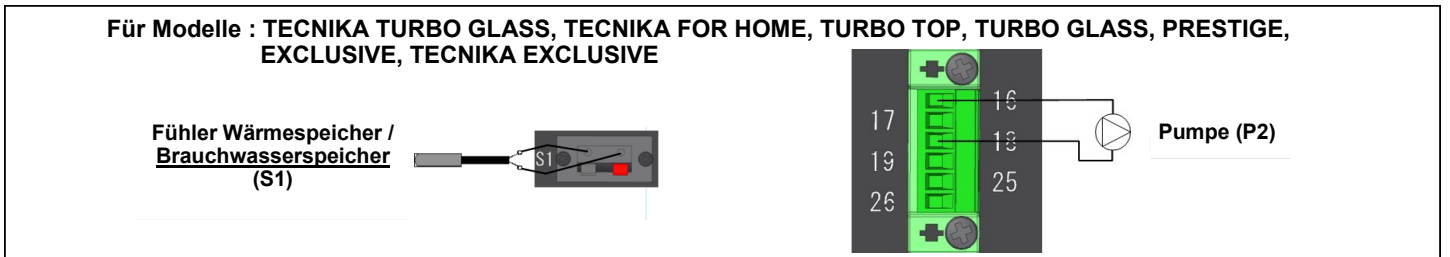 Für Modelle : TECNIKA TURBO GLASS, TECNIKA FOR HOME, TURBO TOP, TURBO GLASS, PRESTIGE,
EXCLUSIVE, TECNIKA EXCLUSIVE
Fühler Wärmespeicher /
Brauchwasserspeicher
(S1)
S1
16
17
18
19
25
26
Pumpe (P2)